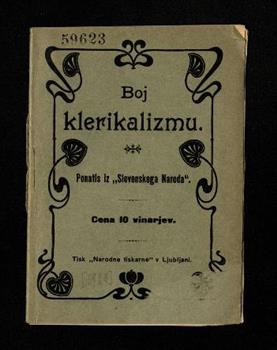 59623
Boj
klerikalizmu.
Ponatis iz „Slovenskega Naroda“.
Cena 10 vinarjev.
Tisk „Narodne tiskarne“ v Ljubljani.